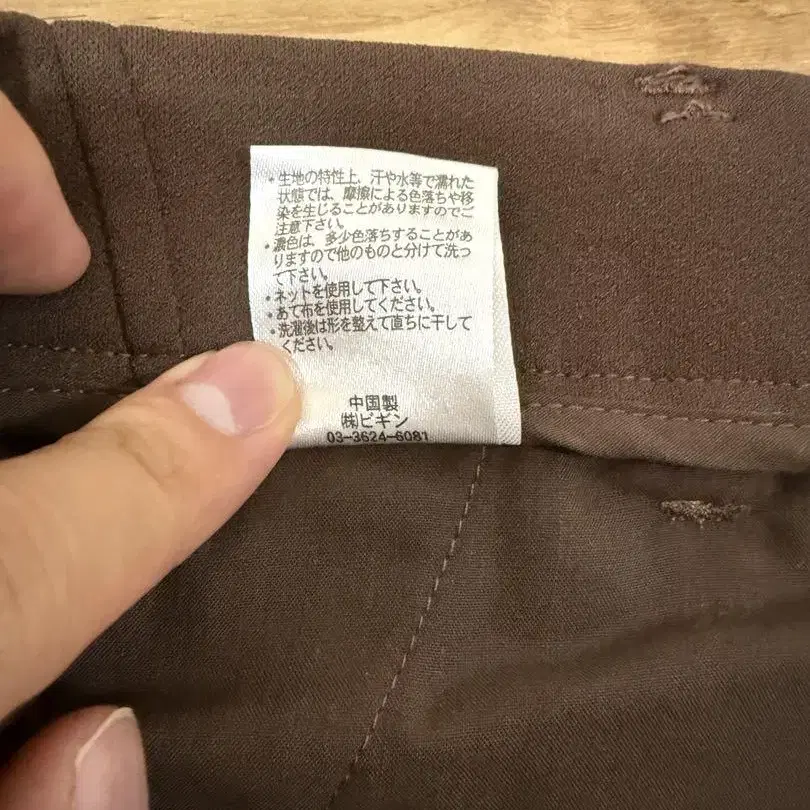 ・生地の特性上、汗や水等で濡れた
状態では、摩擦による色落ちや移
染を生じることがありますのでご
注意下さい。
・濃色は、多少色落ちすることがあ
りますので他のものと分けて洗っ
て下さい。
・ネットを使用して下さい。
・あて布を使用してください。
・洗濯後は形を整えて直ちに干して
ください。
中国製
㈱ビギン
03-3624-6081